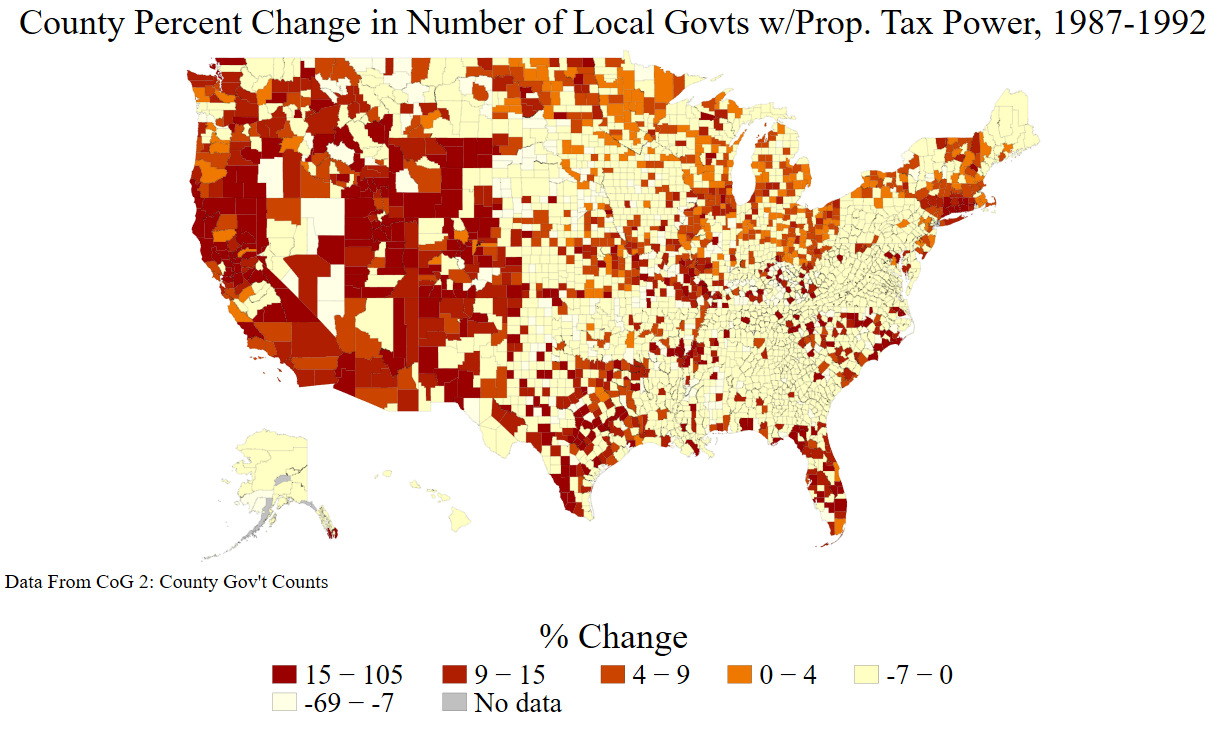 County Percent Change in Number of Local Govts w/Prop. Tax Power, 1987-1992
Data From CoG 2: County Gov't Counts
% Change
15 − 105 9 − 15 4 − 9 0 − 4 -7 − 0
-69 − -7 No data